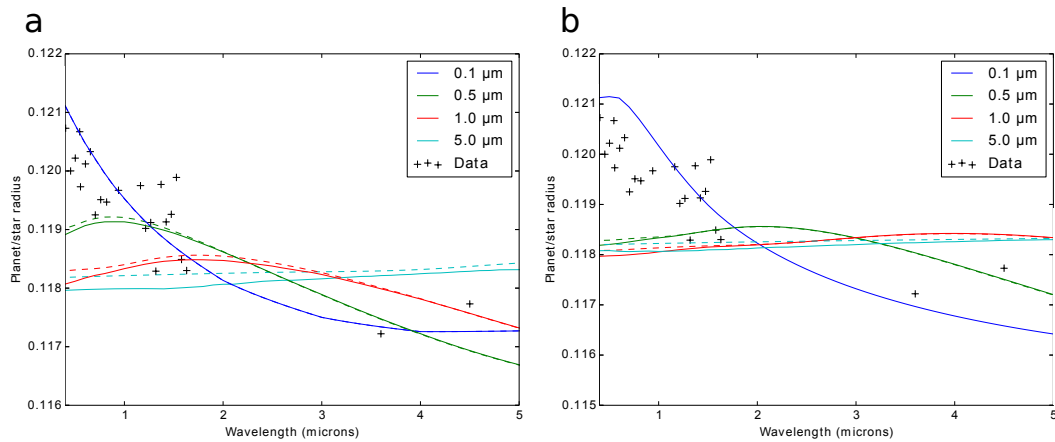 a
0.122
0.121
0.120
0.119
0.118
0.117
0.116
Planet/star radius
1
2
3
4
5
Wavelength (microns)
0.1 μm
0.5 μm
1.0 μm
5.0 μm
Data
b
0.122
0.121
0.120
0.119
0.118
0.117
0.116
0.115
Planet/star radius
1
2
3
4
5
Wavelength (microns)
0.1 μm
0.5 μm
1.0 μm
5.0 μm
Data